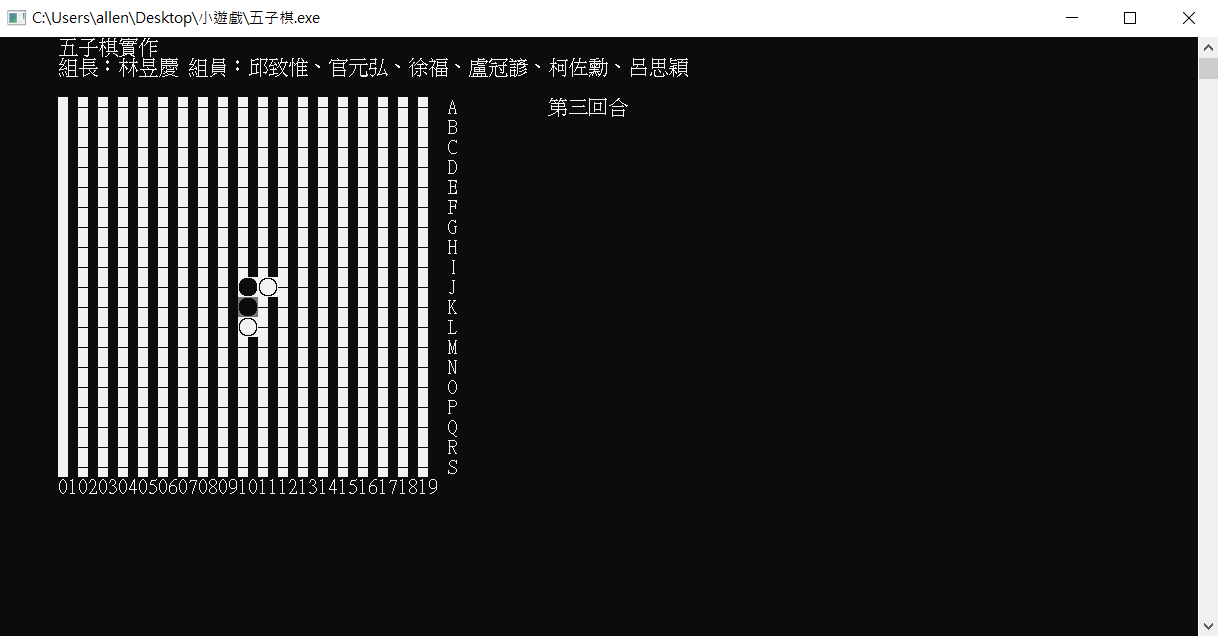 C:\Users\allen\Desktop\小遊戲\五子棋.exe
五子棋實作
組長：林昱慶 組員：邱致惟、官元弘、徐福、盧冠諺、柯佐勳、呂思穎
A 第三回合
B
C
D
E
F
G
H
I
J
K
L
M
N
O
P
Q
R
S
01020304050607080910111213141516171819